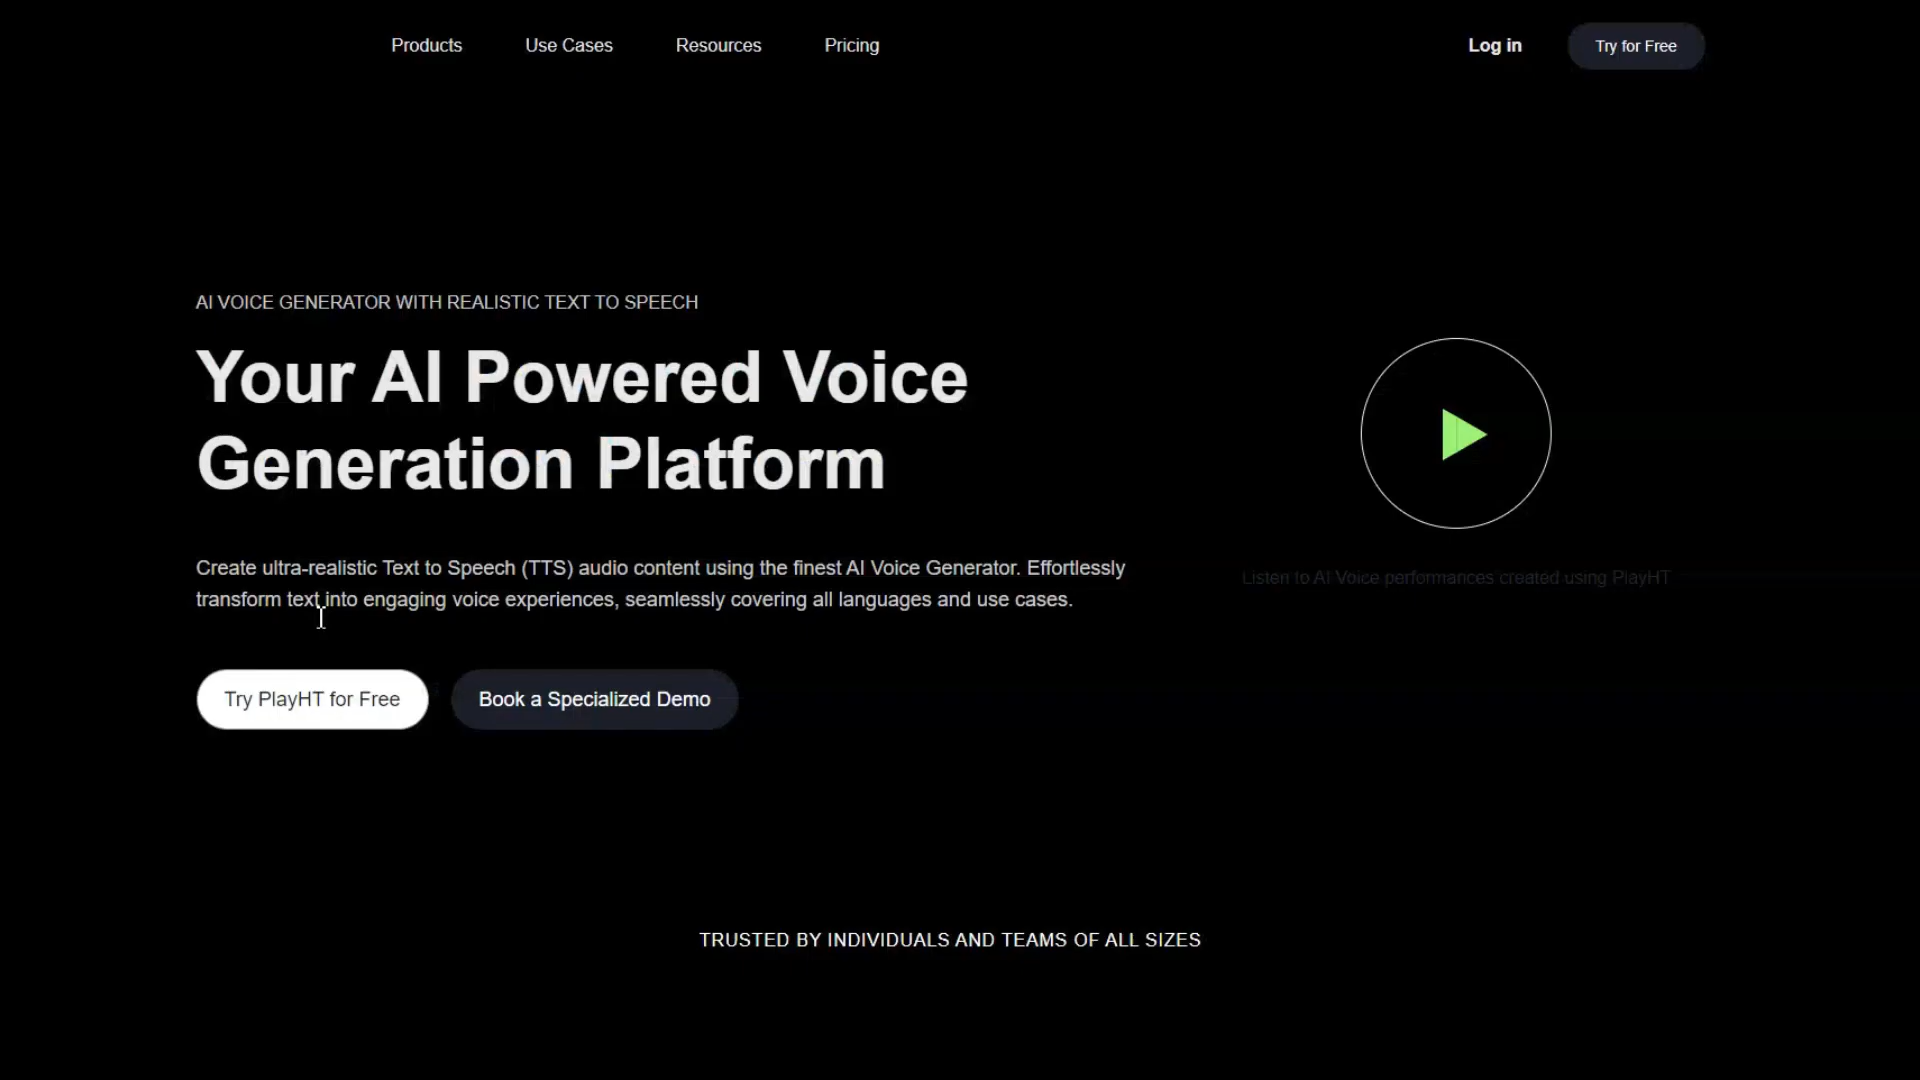 Products
Use Cases
Resources
Pricing
Log in
Try for Free
AI VOICE GENERATOR WITH REALISTIC TEXT TO SPEECH
Your AI Powered Voice
Generation Platform
Create ultra-realistic Text to Speech (TTS) audio content using the finest AI Voice Generator. Effortlessly
transform text into engaging voice experiences, seamlessly covering all languages and use cases.
Try PlayHT for Free
Book a Specialized Demo
Listen to AI Voice performances created using PlayHT
TRUSTED BY INDIVIDUALS AND TEAMS OF ALL SIZES